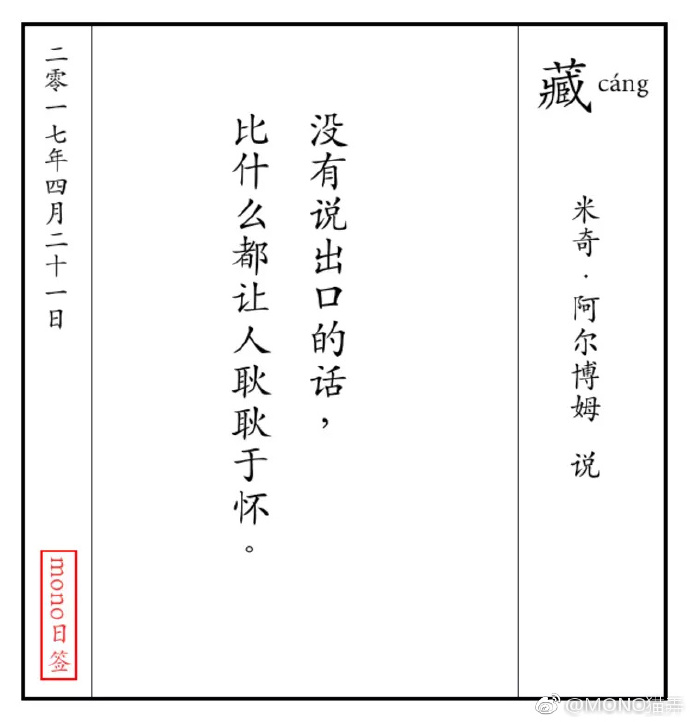 藏 cáng
米奇·阿尔博姆 说
没有说出口的话，
比什么都让人耿耿于怀。
二零一七年四月二十一日
mono日签
@MONO猫弄